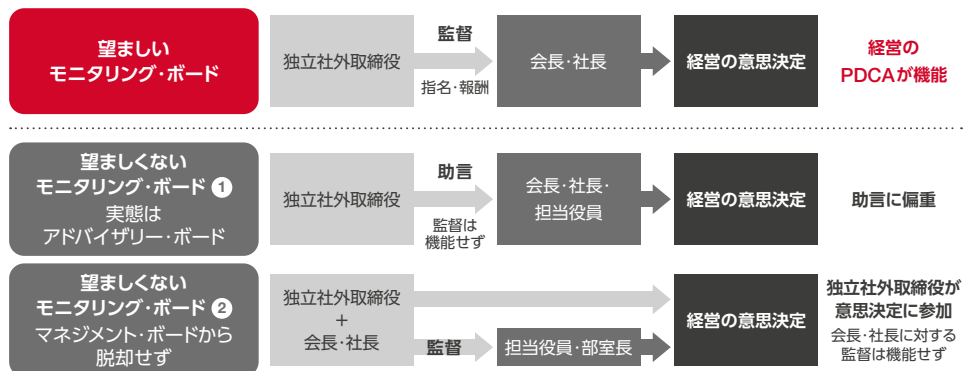 望ましい
モニタリング・ボード
独立社外取締役
監督
指名・報酬
会長・社長
経営の意思決定
経営の
PDCAが機能
望ましくない
モニタリング・ボード ❶
実態は
アドバイザリー・ボード
独立社外取締役
助言
監督は
機能せず
会長・社長・
担当役員
経営の意思決定
助言に偏重
望ましくない
モニタリング・ボード ❷
マネジメント・ボードから
脱却せず
独立社外取締役
+
会長・社長
監督
担当役員・部室長
経営の意思決定
独立社外取締役が
意思決定に参加
会長・社長に対する
監督は機能せず